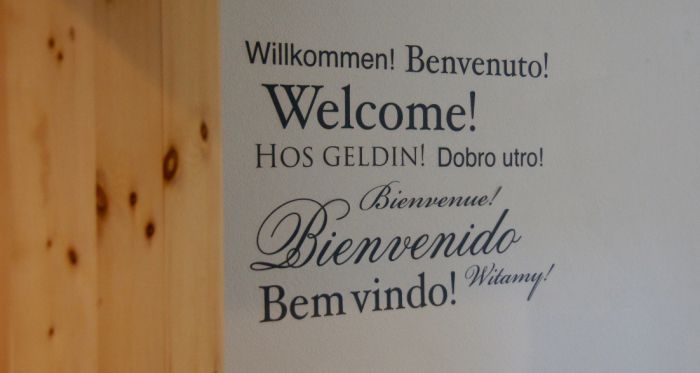 Willkommen! Benvenuto!
Welcome!
HOS GELDIN! Dobro utro!
Bienvenue!
Bienvenido
Witamy!
Bem vindo!